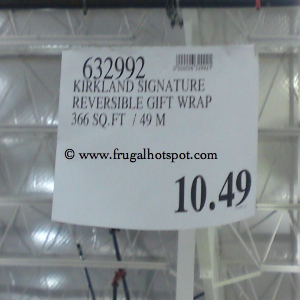 632992
KIRKLAND SIGNATURE
REVERSIBLE GIFT WRAP
366 SQ.FT / 49 M
www.frugalhotspot.com
10.49